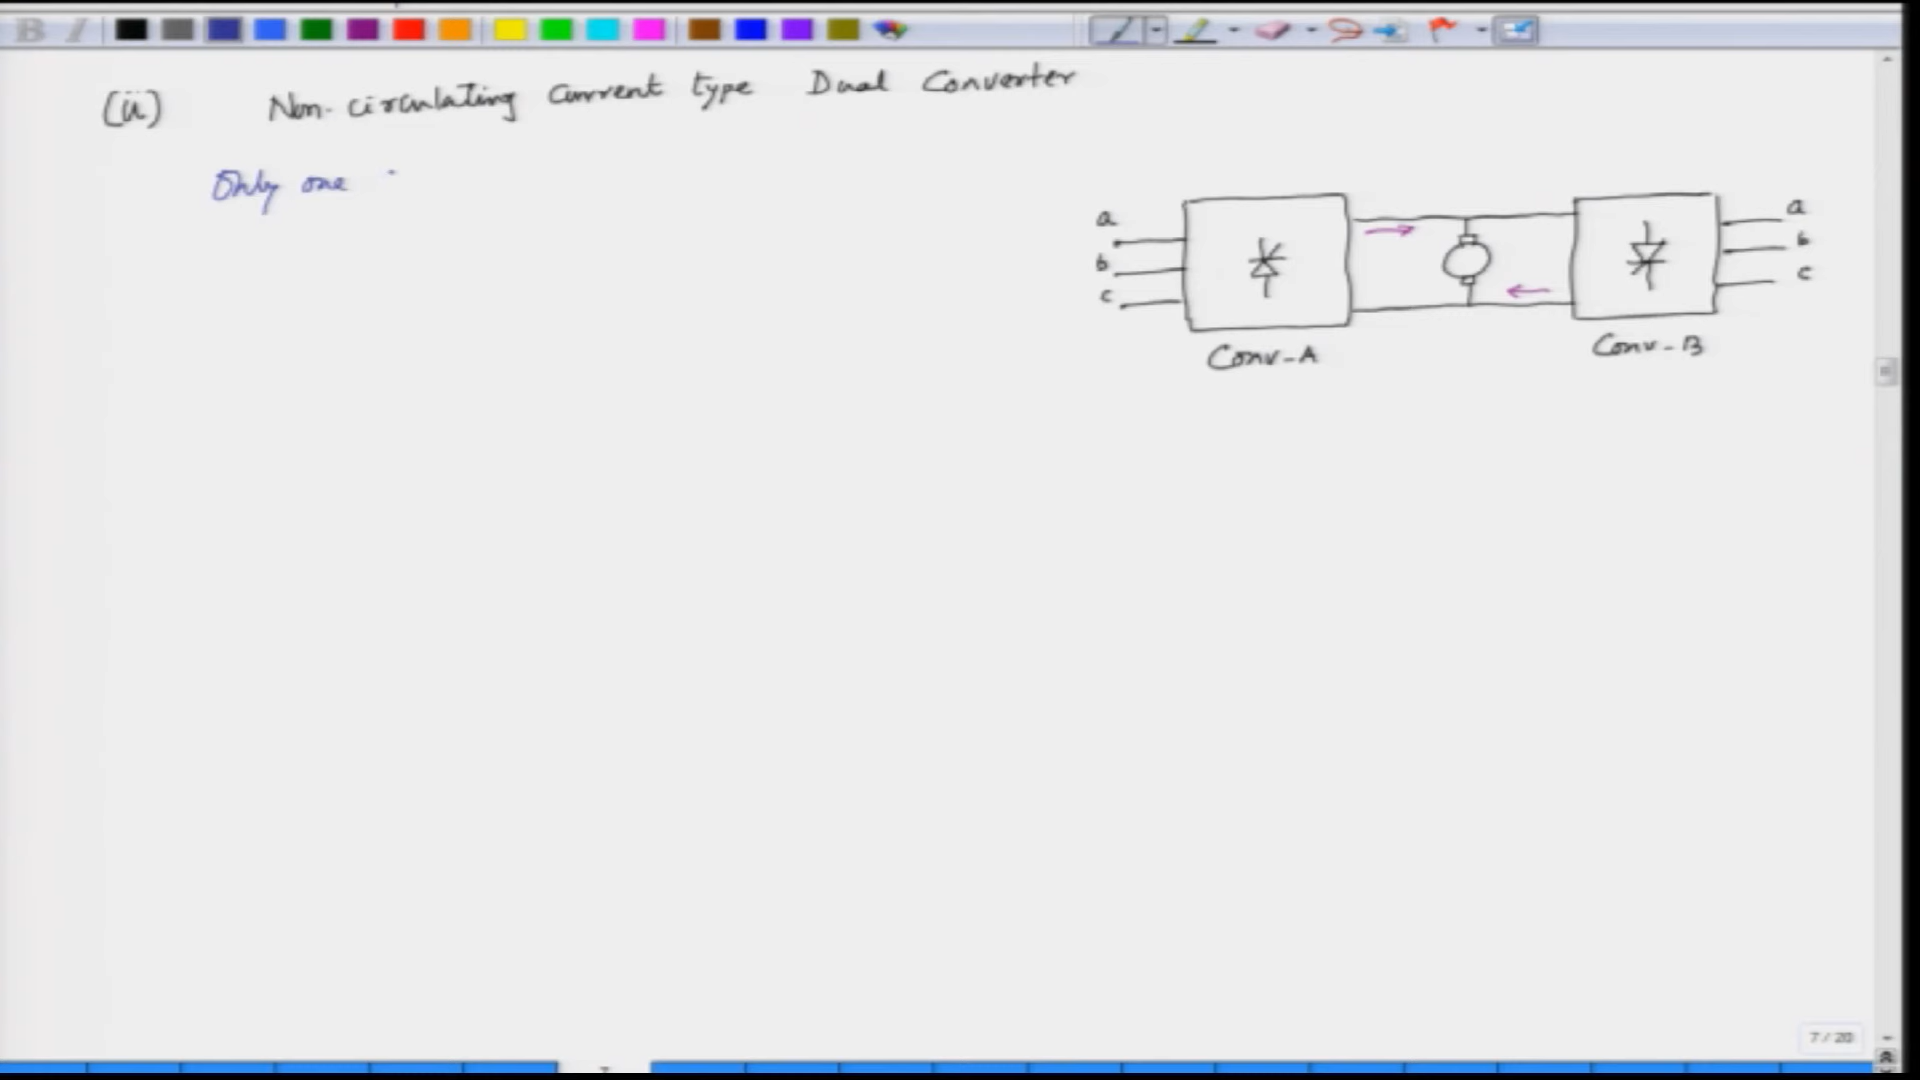 B I
(ii) Non-circulating current type Dual Converter
Only one
a
b
c
a
b
c
Conv-A
Conv-B
7 / 20